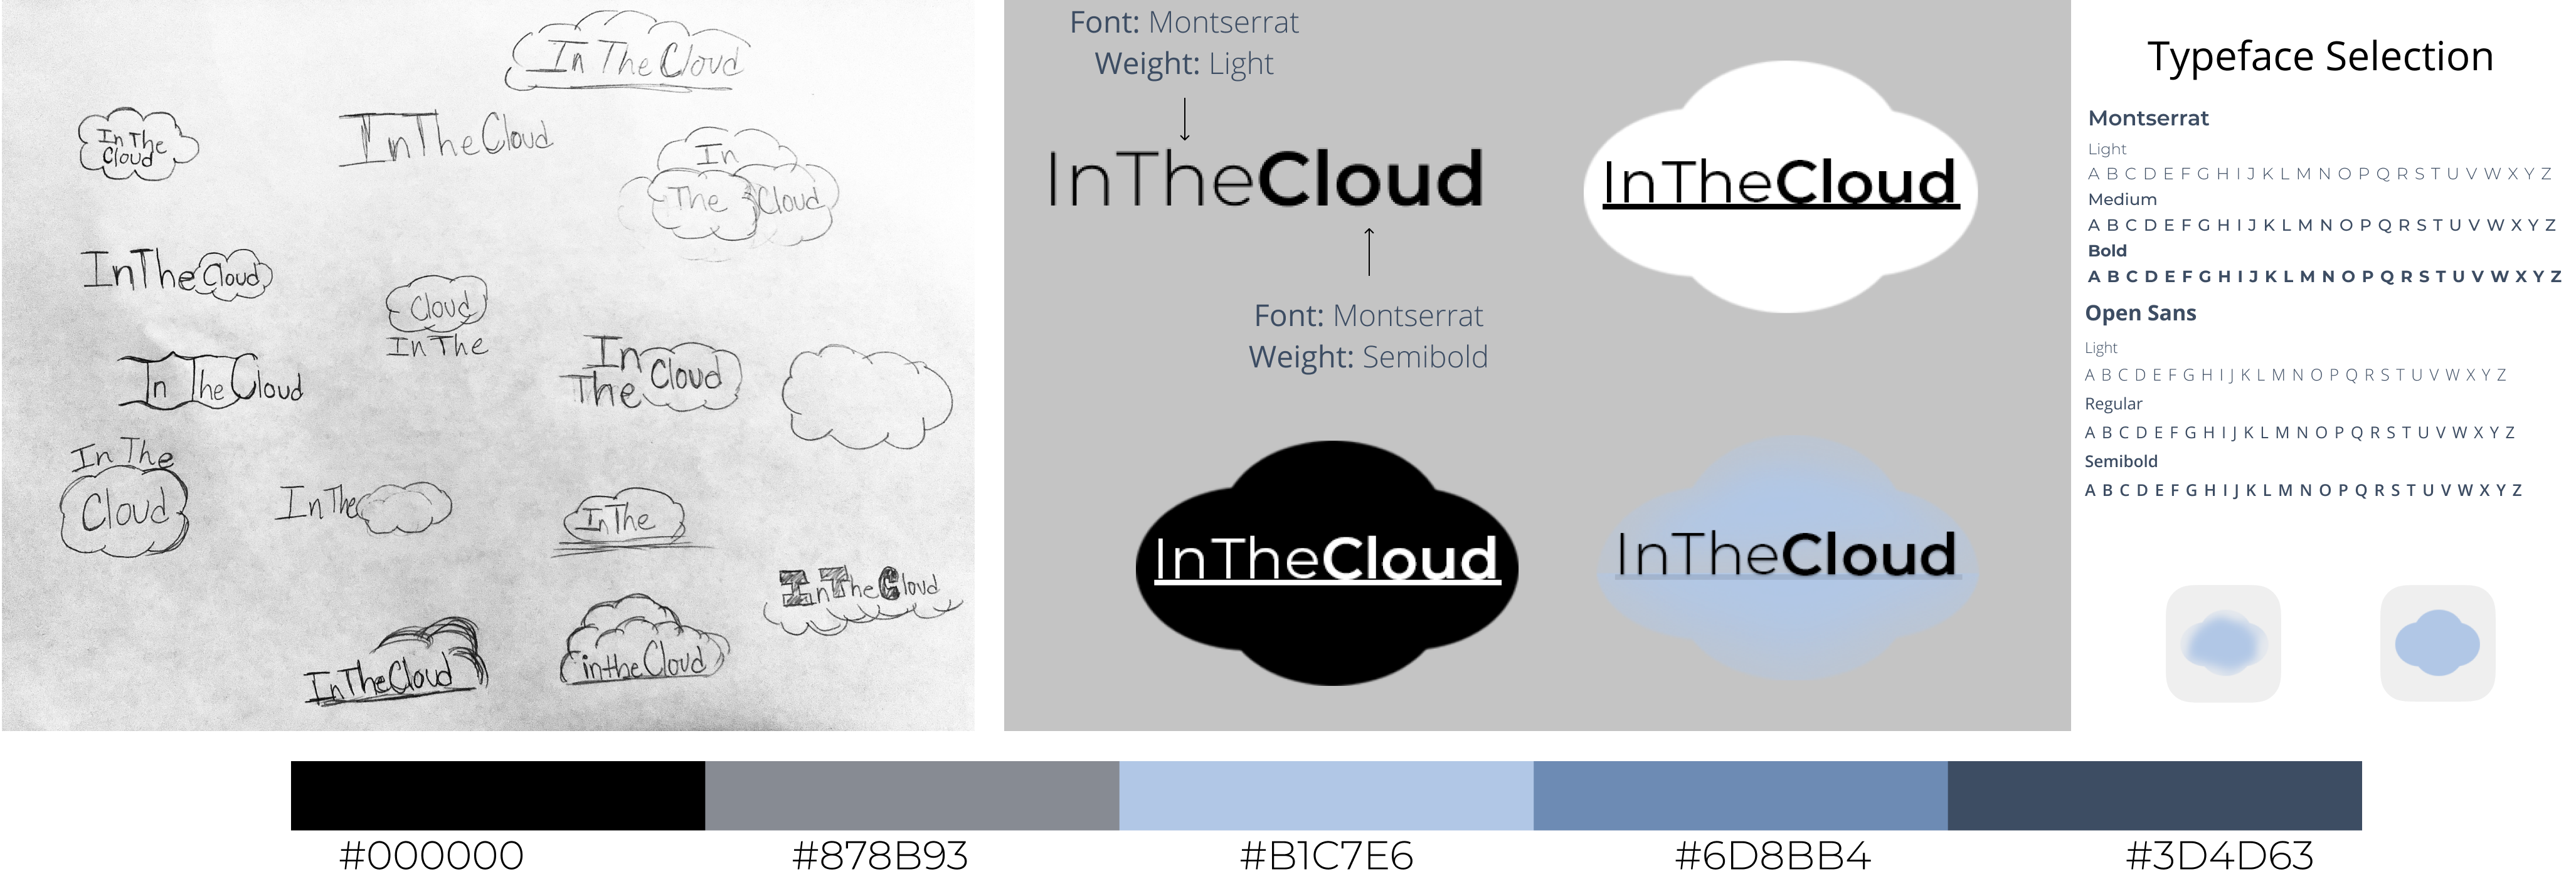 In The Cloud
In The
Cloud
InTheCloud
In
The Cloud
InTheCloud
Cloud
In The
In The Cloud
In
The Cloud
In The
Cloud
InThe
InThe
InTheCloud
InTheCloud
intheCloud
Font: Montserrat
Weight: Light
InTheCloud
Font: Montserrat
Weight: Semibold
InTheCloud
InTheCloud
InTheCloud
Typeface Selection
Montserrat
Light
A B C D E F G H I J K L M N O P Q R S T U V W X Y Z
Medium
A B C D E F G H I J K L M N O P Q R S T U V W X Y Z
Bold
A B C D E F G H I J K L M N O P Q R S T U V W X Y Z
Open Sans
Light
A B C D E F G H I J K L M N O P Q R S T U V W X Y Z
Regular
A B C D E F G H I J K L M N O P Q R S T U V W X Y Z
Semibold
A B C D E F G H I J K L M N O P Q R S T U V W X Y Z
#000000
#878B93
#B1C7E6
#6D8BB4
#3D4D63